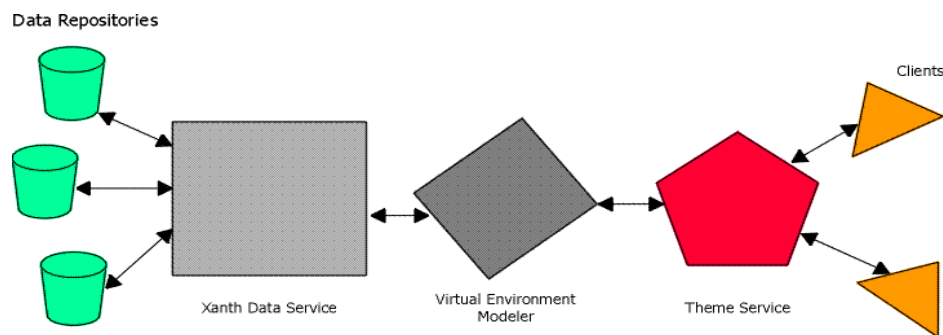 Data Repositories
Clients
Xanth Data Service
Virtual Environment
Modeler
Theme Service